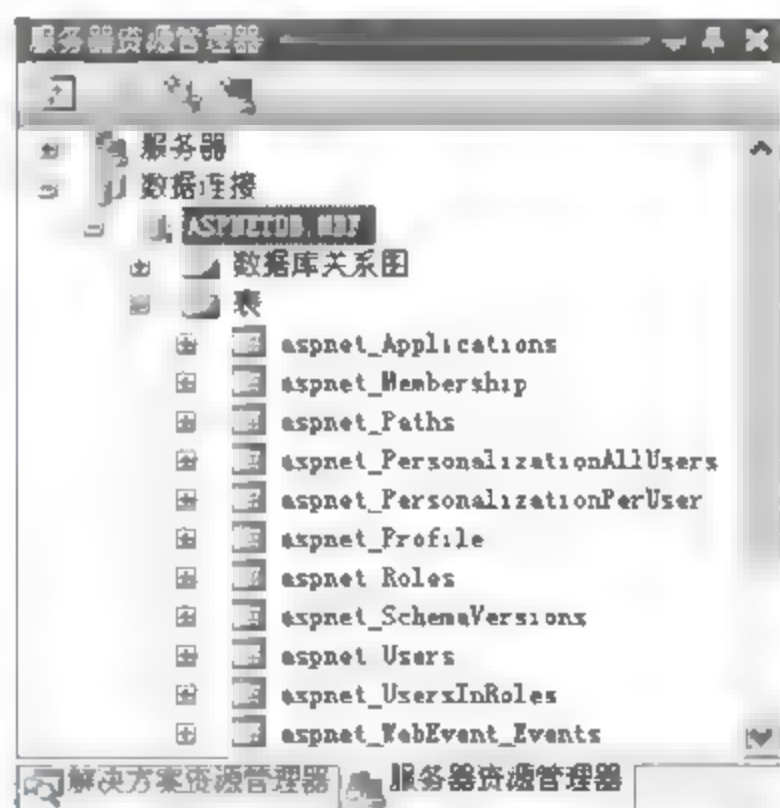 服务器资源管理器
服务器
数据连接
ASPNETDB.MDF
数据库关系图
表
aspnet_Applications
aspnet_Membership
aspnet_Paths
aspnet_PersonalizationAllUsers
aspnet_PersonalizationPerUser
aspnet_Profile
aspnet_Roles
aspnet_SchemaVersions
aspnet_Users
aspnet_UsersInRoles
aspnet_WebEvent_Events
解决方案资源管理器 服务器资源管理器